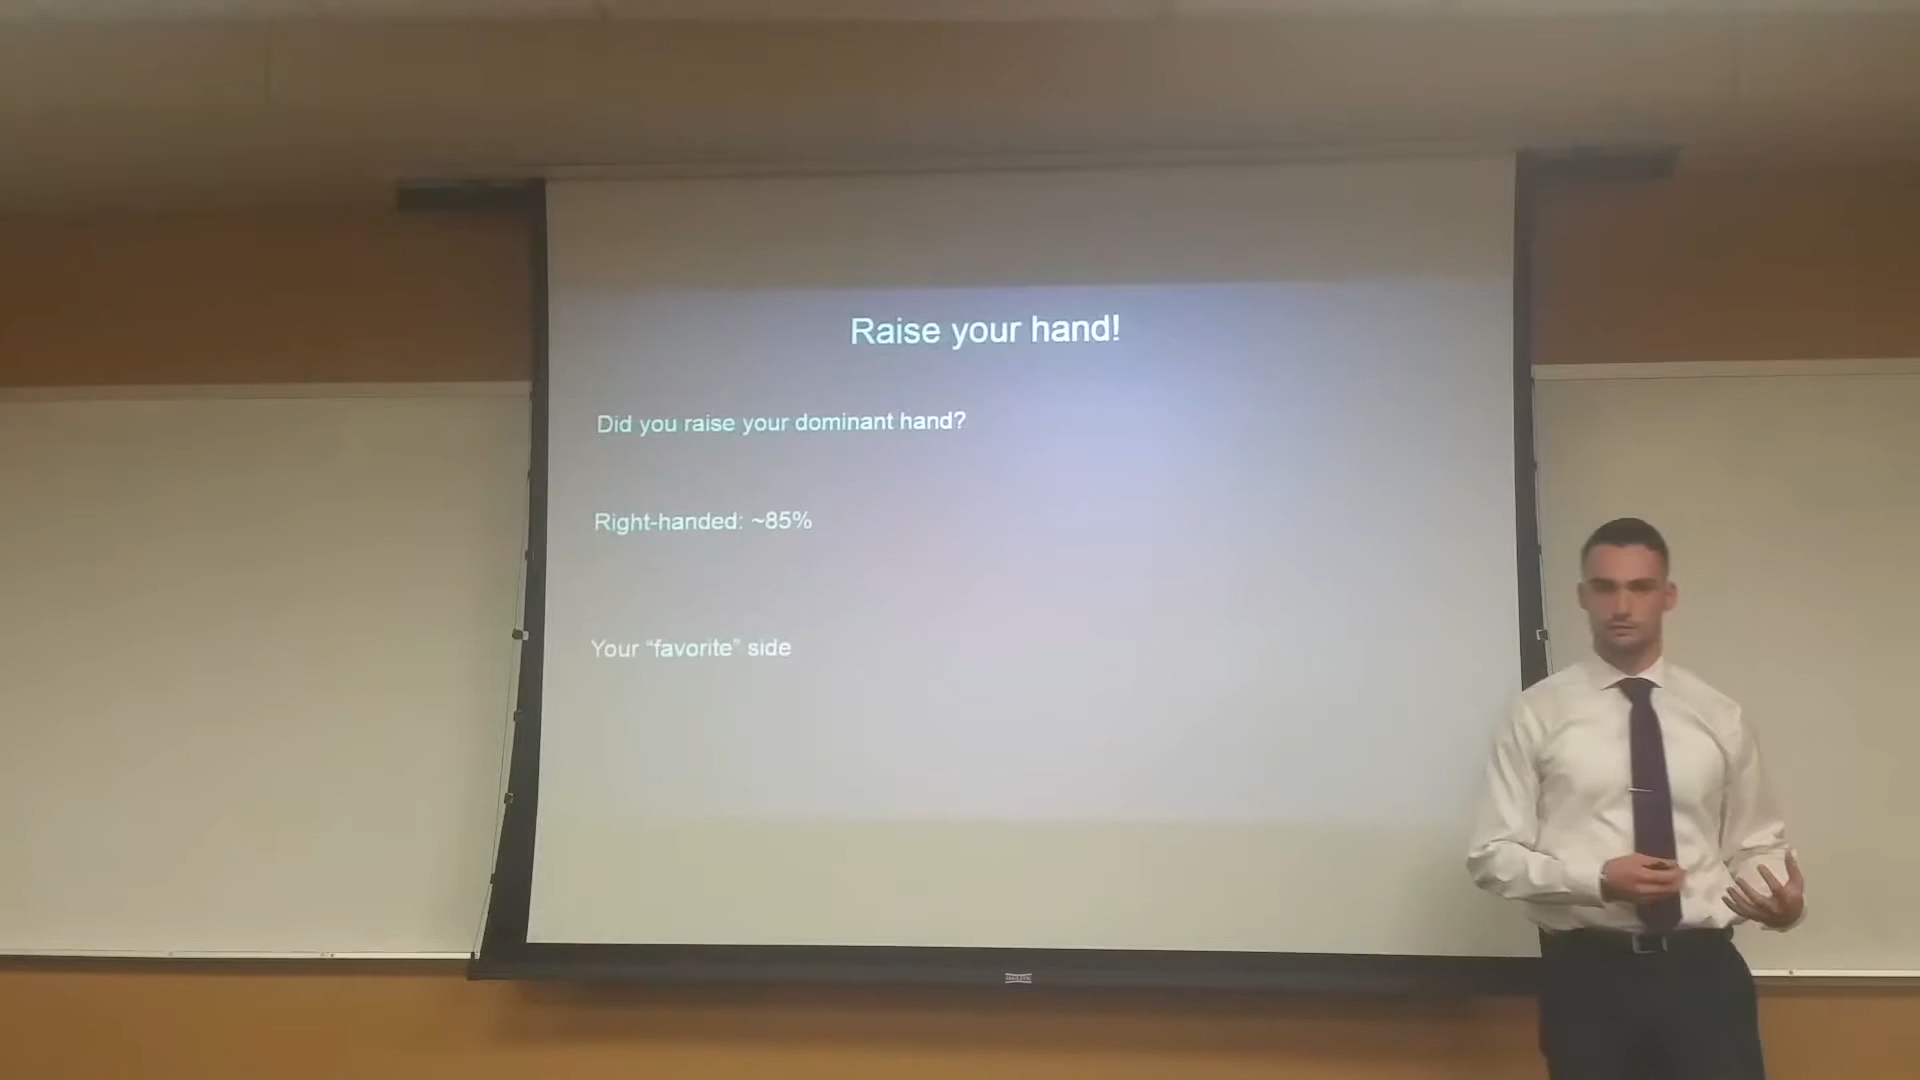 Raise your hand!
Did you raise your dominant hand?
Right-handed: ~85%
Your “favorite” side